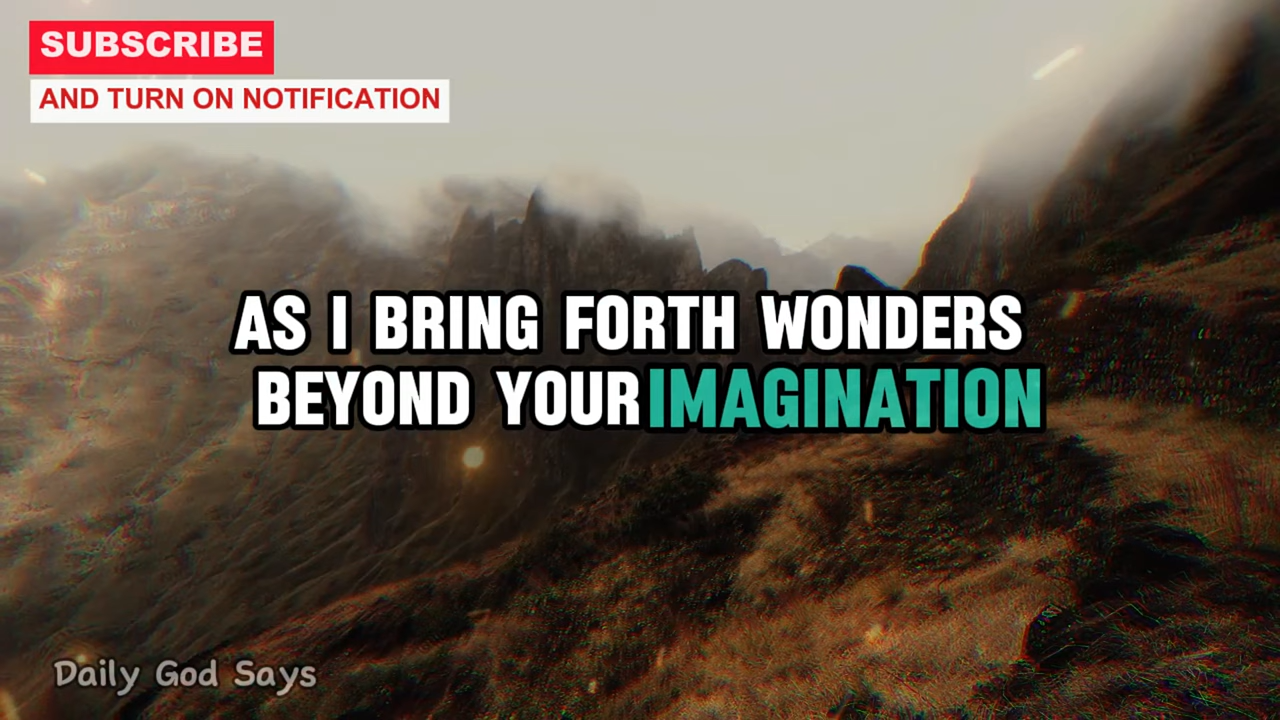 SUBSCRIBE
AND TURN ON NOTIFICATION
AS I BRING FORTH WONDERS
BEYOND YOUR IMAGINATION
Daily God Says